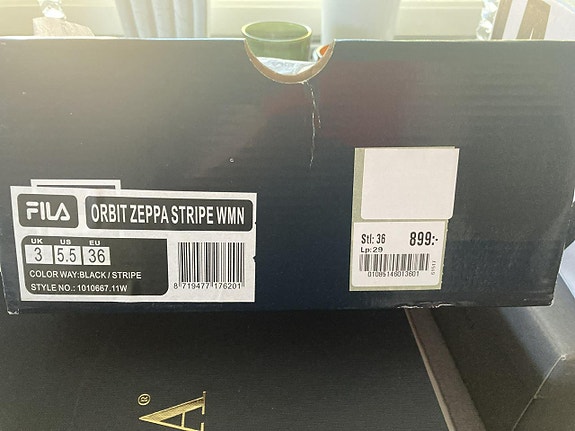 FILA
ORBIT ZEPPA STRIPE WMN
UK US EU
3 5.5 36
COLOR WAY:BLACK / STRIPE
STYLE NO.: 1010667.11W
8 719477 176201
Stl: 36 899:-
Lp:29
01085146013601
A®